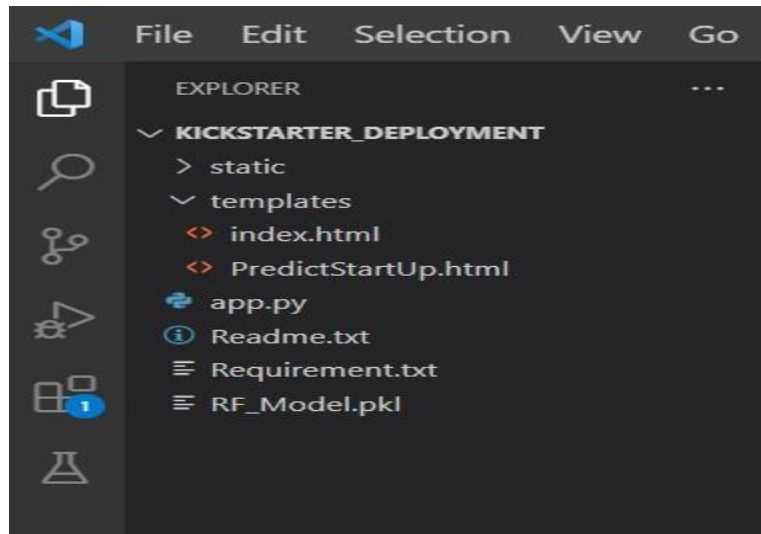 File Edit Selection View Go
EXPLORER ...
KICKSTARTER_DEPLOYMENT
static
templates
<> index.html
<> PredictStartUp.html
app.py
Readme.txt
Requirement.txt
RF_Model.pkl
1